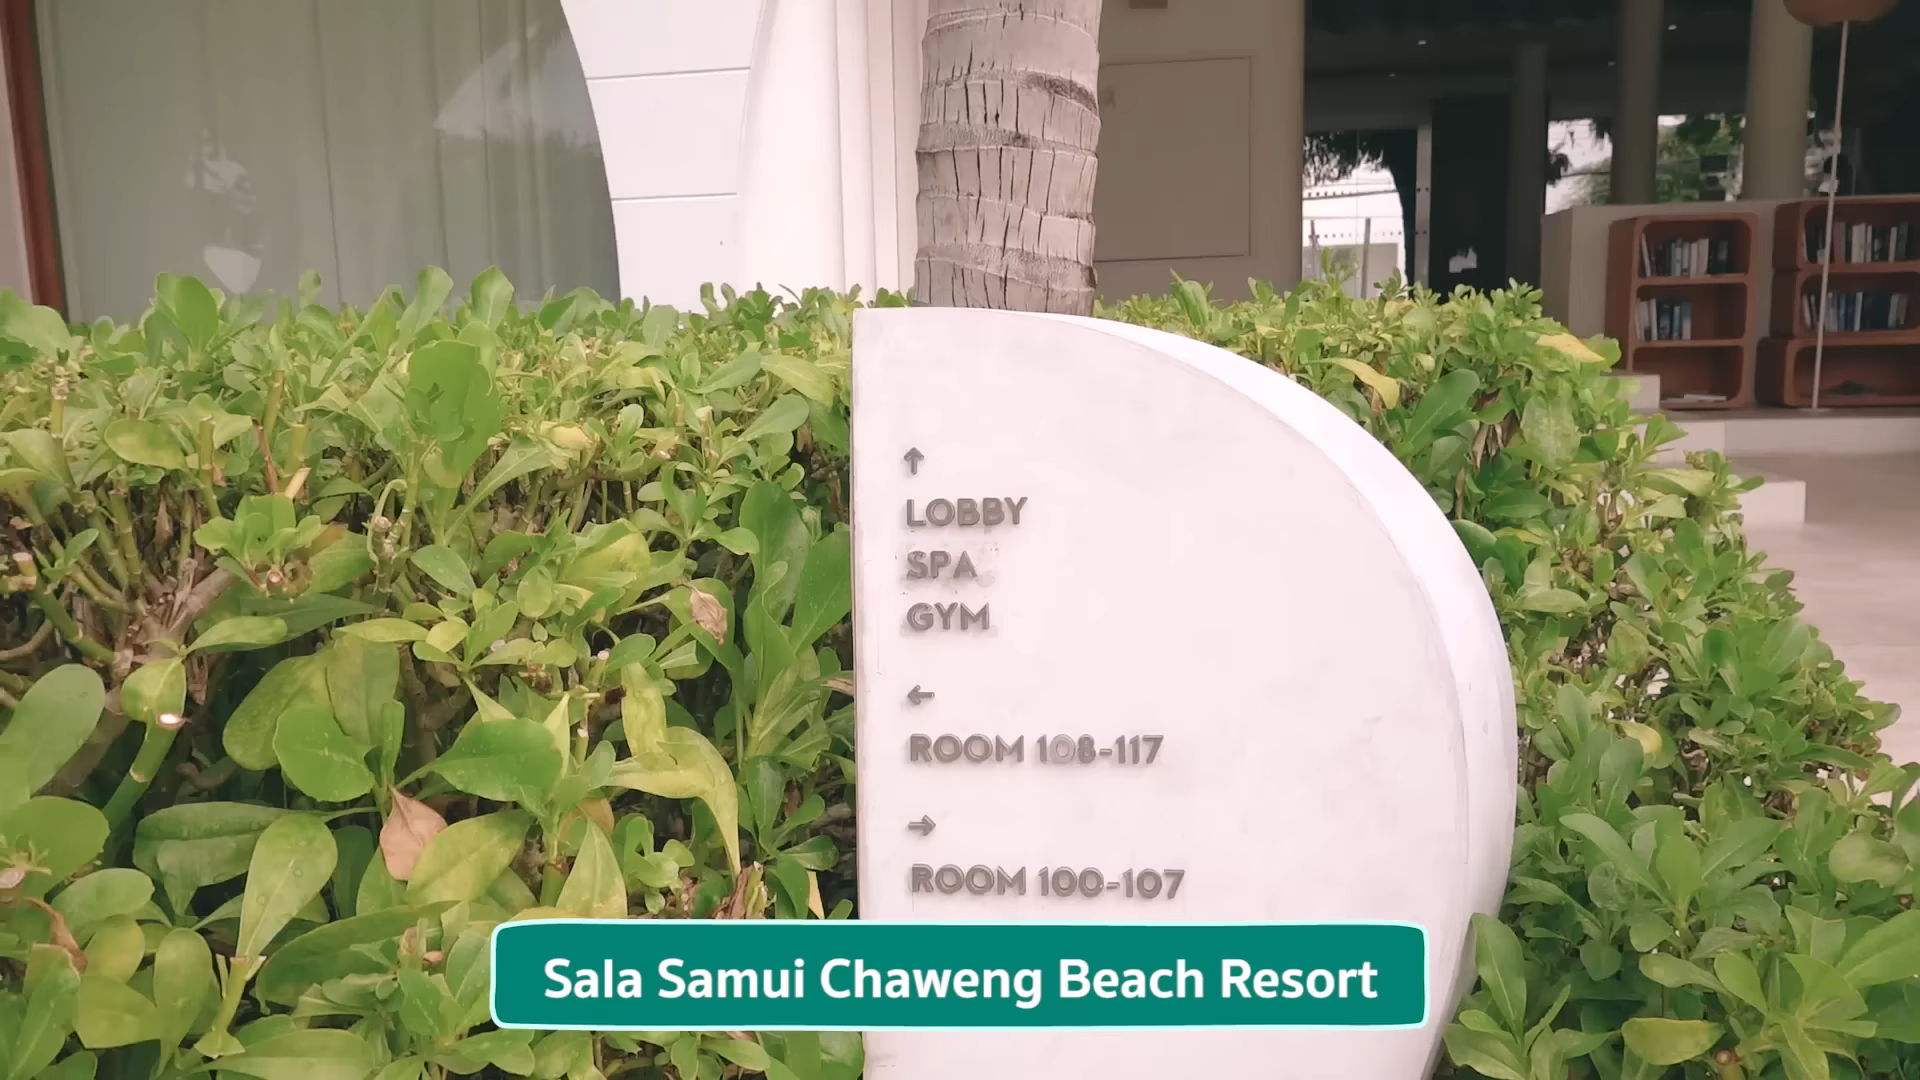 ↑
LOBBY
SPA
GYM
←
ROOM 108-117
→
ROOM 100-107
Sala Samui Chaweng Beach Resort